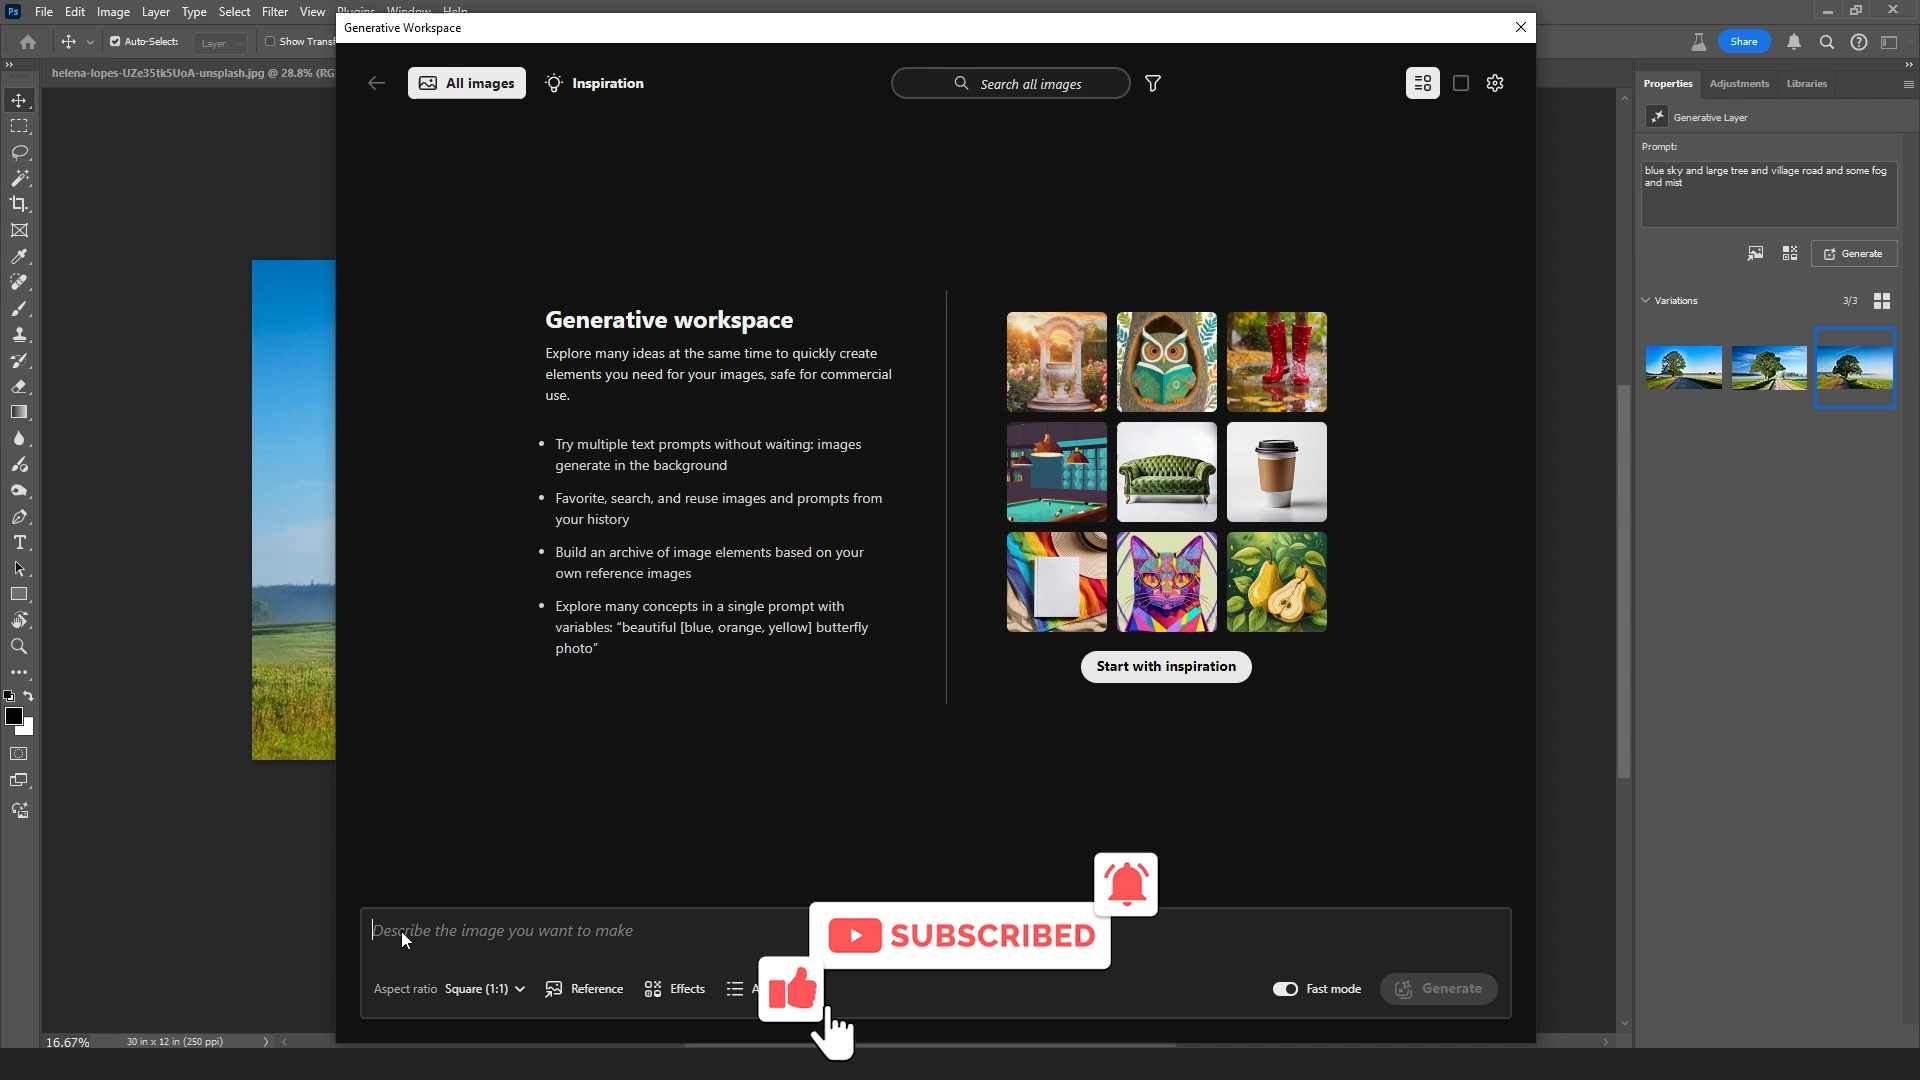 Ps File Edit Image Layer Type Select Filter View Plugins Window Help
Auto-Select: Layer Show Transf
Share
helena-lopes-UZe35tk5UoA-unsplash.jpg @ 28.8% (RG
Generative Workspace
All images Inspiration Search all images
Generative workspace
Explore many ideas at the same time to quickly create
elements you need for your images, safe for commercial
use.
• Try multiple text prompts without waiting: images
generate in the background
• Favorite, search, and reuse images and prompts from
your history
• Build an archive of image elements based on your
own reference images
• Explore many concepts in a single prompt with
variables: "beautiful [blue, orange, yellow] butterfly
photo"
Start with inspiration
Describe the image you want to make
SUBSCRIBED
Aspect ratio Square (1:1) Reference Effects A
Fast mode Generate
Properties Adjustments Libraries
Generative Layer
Prompt:
blue sky and large tree and village road and some fog
and mist
Generate
Variations 3/3
16.67% 30 in x 12 in (250 ppi)